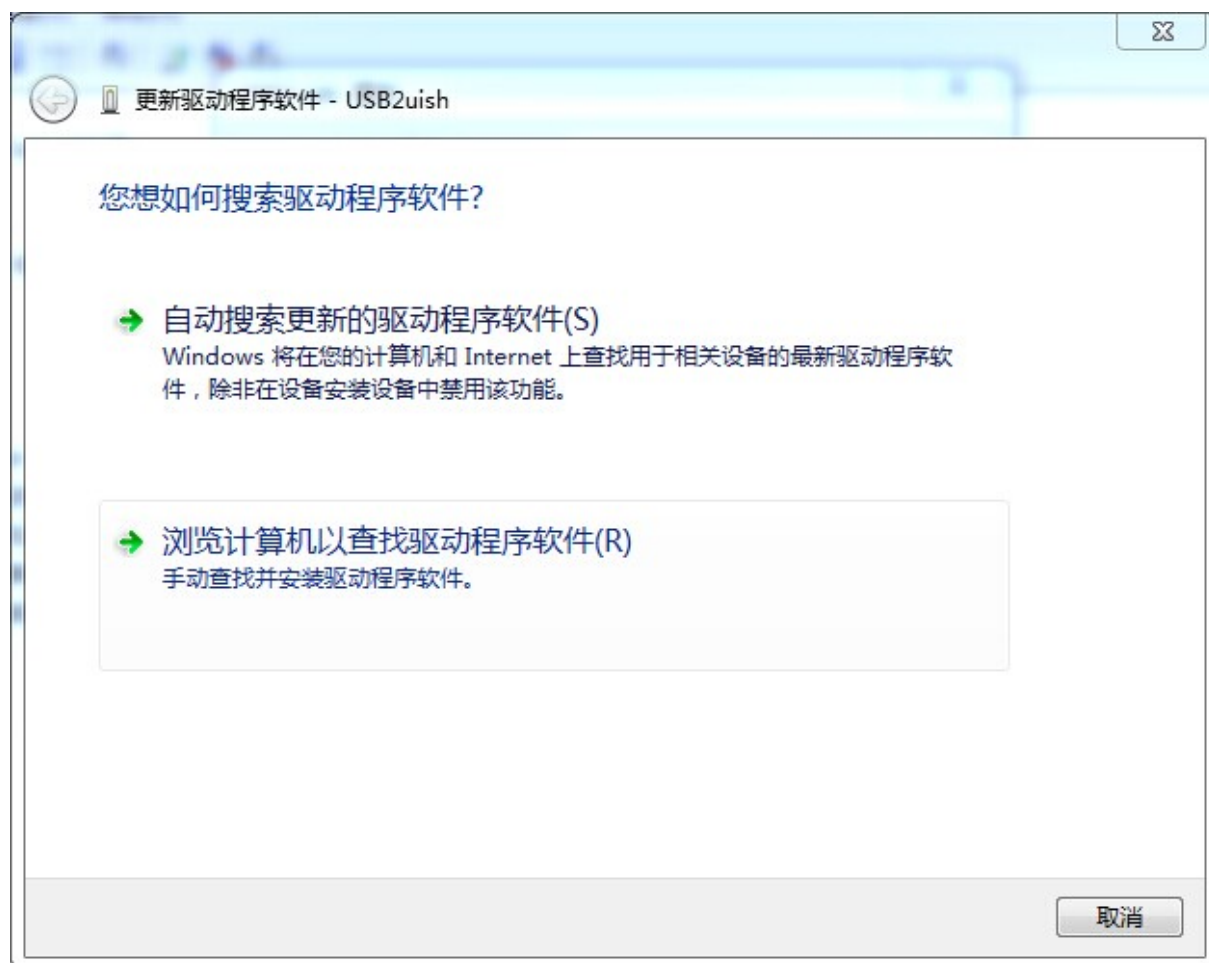 更新驱动程序软件 - USB2uish
您想如何搜索驱动程序软件?
自动搜索更新的驱动程序软件(S)
Windows 将在您的计算机和 Internet 上查找用于相关设备的最新驱动程序软
件，除非在设备安装设备中禁用该功能。
浏览计算机以查找驱动程序软件(R)
手动查找并安装驱动程序软件。
取消